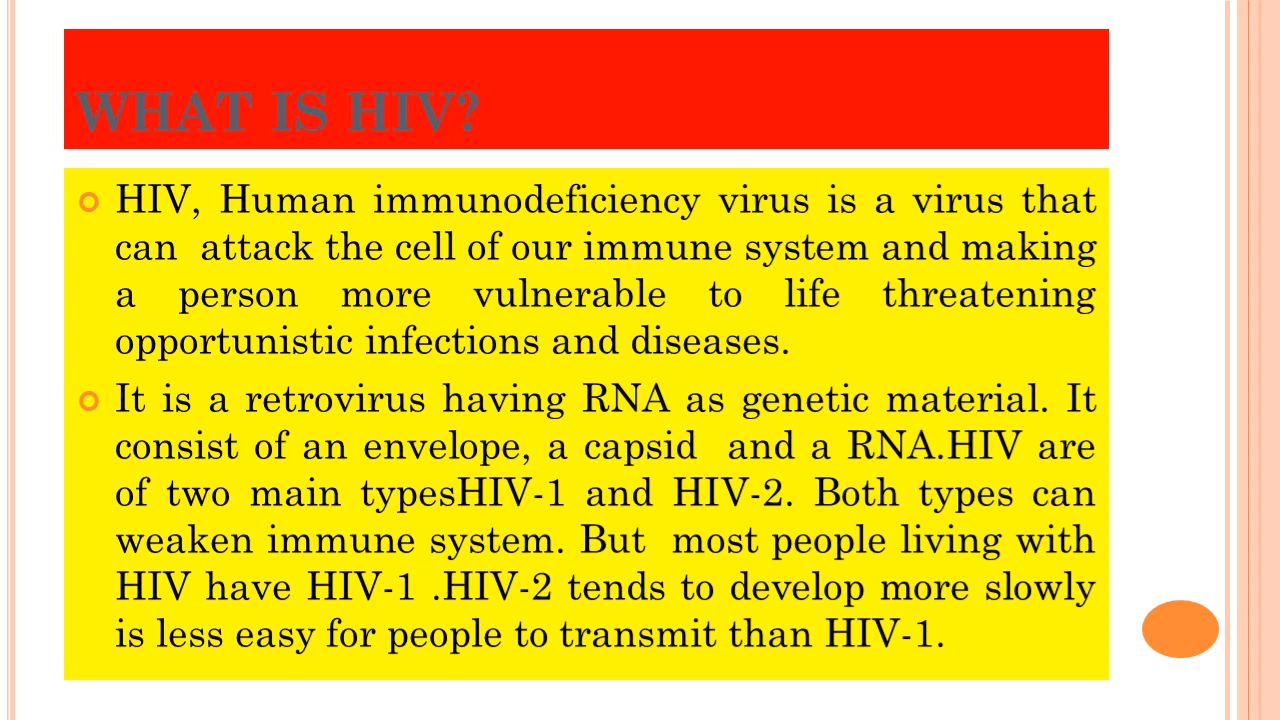 WHAT IS HIV?
HIV, Human immunodeficiency virus is a virus that
can attack the cell of our immune system and making
a person more vulnerable to life threatening
opportunistic infections and diseases.
It is a retrovirus having RNA as genetic material. It
consist of an envelope, a capsid and a RNA.HIV are
of two main typesHIV-1 and HIV-2. Both types can
weaken immune system. But most people living with
HIV have HIV-1 .HIV-2 tends to develop more slowly
is less easy for people to transmit than HIV-1.